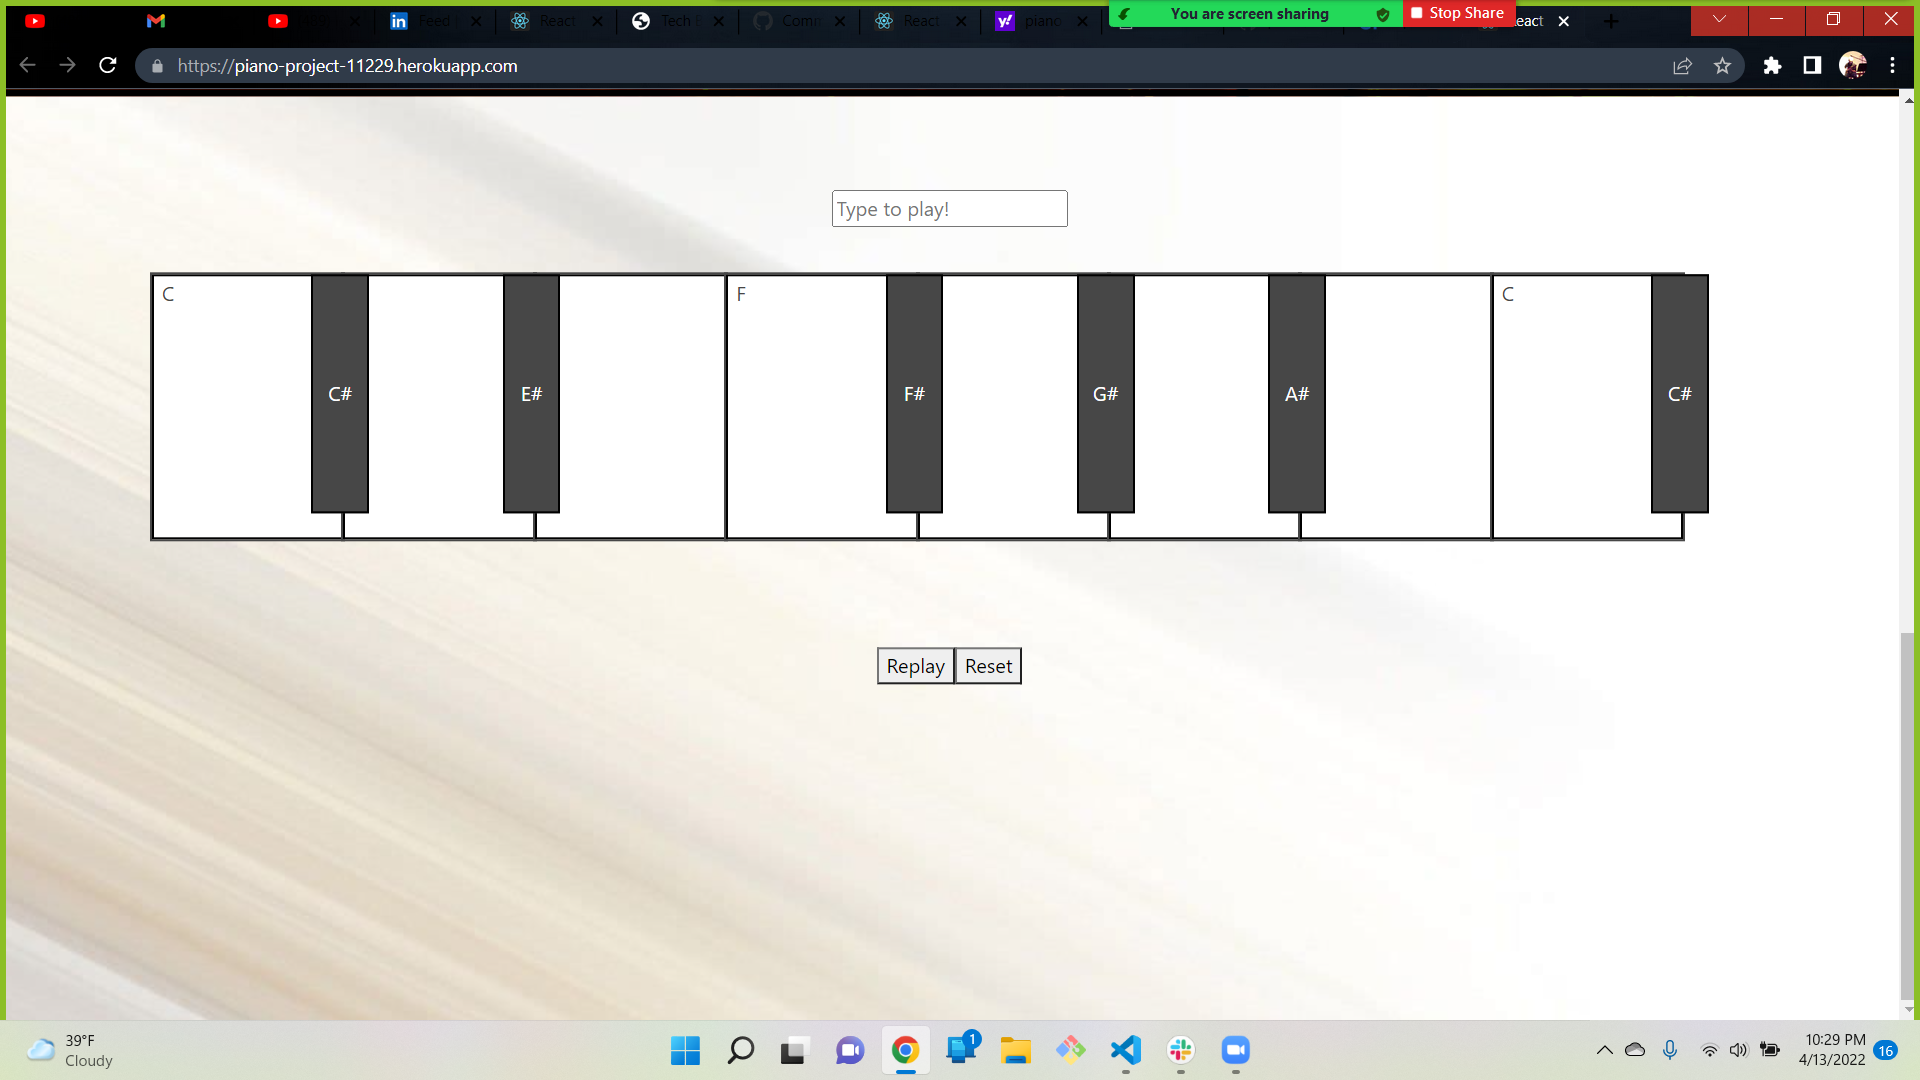 Feed
React
Tech
Com
React
piano
You are screen sharing
Stop Share
eact
https://piano-project-11229.herokuapp.com
Type to play!
C
C#
E#
F
F#
G#
A#
C
C#
Replay Reset
39°F
Cloudy
1
10:29 PM
4/13/2022
16